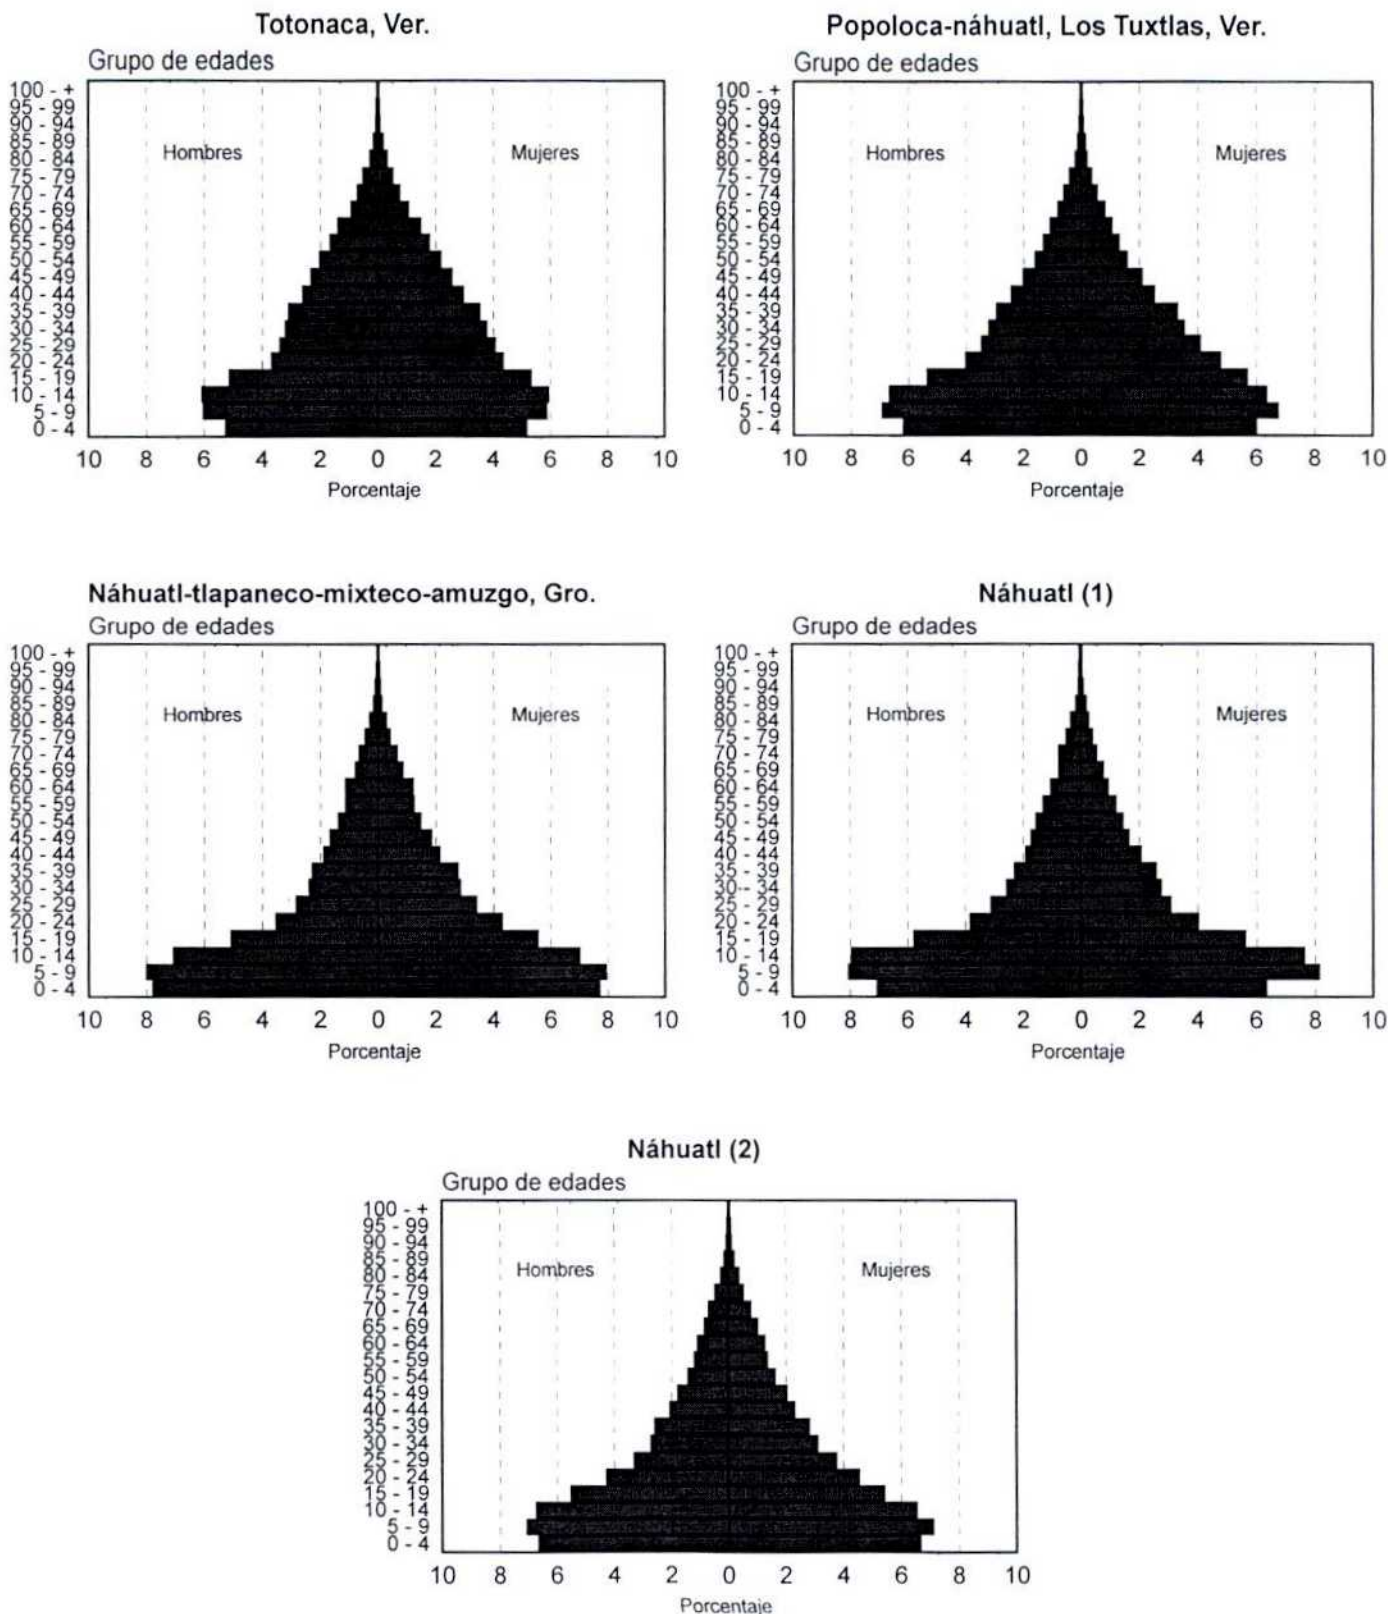 Totonaca, Ver.
Grupo de edades
100 - +
95 - 99
90 - 94
85 - 89
80 - 84
75 - 79
70 - 74
65 - 69
60 - 64
55 - 59
50 - 54
45 - 49
40 - 44
35 - 39
30 - 34
25 - 29
20 - 24
15 - 19
10 - 14
5 - 9
0 - 4
Hombres
Mujeres
10 8 6 4 2 0 2 4 6 8 10
Porcentaje
Popoloca-náhuatl, Los Tuxtlas, Ver.
Grupo de edades
100 - +
95 - 99
90 - 94
85 - 89
80 - 84
75 - 79
70 - 74
65 - 69
60 - 64
55 - 59
50 - 54
45 - 49
40 - 44
35 - 39
30 - 34
25 - 29
20 - 24
15 - 19
10 - 14
5 - 9
0 - 4
Hombres
Mujeres
10 8 6 4 2 0 2 4 6 8 10
Porcentaje
Náhuatl-tlapaneco-mixteco-amuzgo, Gro.
Grupo de edades
100 - +
95 - 99
90 - 94
85 - 89
80 - 84
75 - 79
70 - 74
65 - 69
60 - 64
55 - 59
50 - 54
45 - 49
40 - 44
35 - 39
30 - 34
25 - 29
20 - 24
15 - 19
10 - 14
5 - 9
0 - 4
Hombres
Mujeres
10 8 6 4 2 0 2 4 6 8 10
Porcentaje
Náhuatl (1)
Grupo de edades
100 - +
95 - 99
90 - 94
85 - 89
80 - 84
75 - 79
70 - 74
65 - 69
60 - 64
55 - 59
50 - 54
45 - 49
40 - 44
35 - 39
30 - 34
25 - 29
20 - 24
15 - 19
10 - 14
5 - 9
0 - 4
Hombres
Mujeres
10 8 6 4 2 0 2 4 6 8 10
Porcentaje
Náhuatl (2)
Grupo de edades
100 - +
95 - 99
90 - 94
85 - 89
80 - 84
75 - 79
70 - 74
65 - 69
60 - 64
55 - 59
50 - 54
45 - 49
40 - 44
35 - 39
30 - 34
25 - 29
20 - 24
15 - 19
10 - 14
5 - 9
0 - 4
Hombres
Mujeres
10 8 6 4 2 0 2 4 6 8 10
Porcentaje